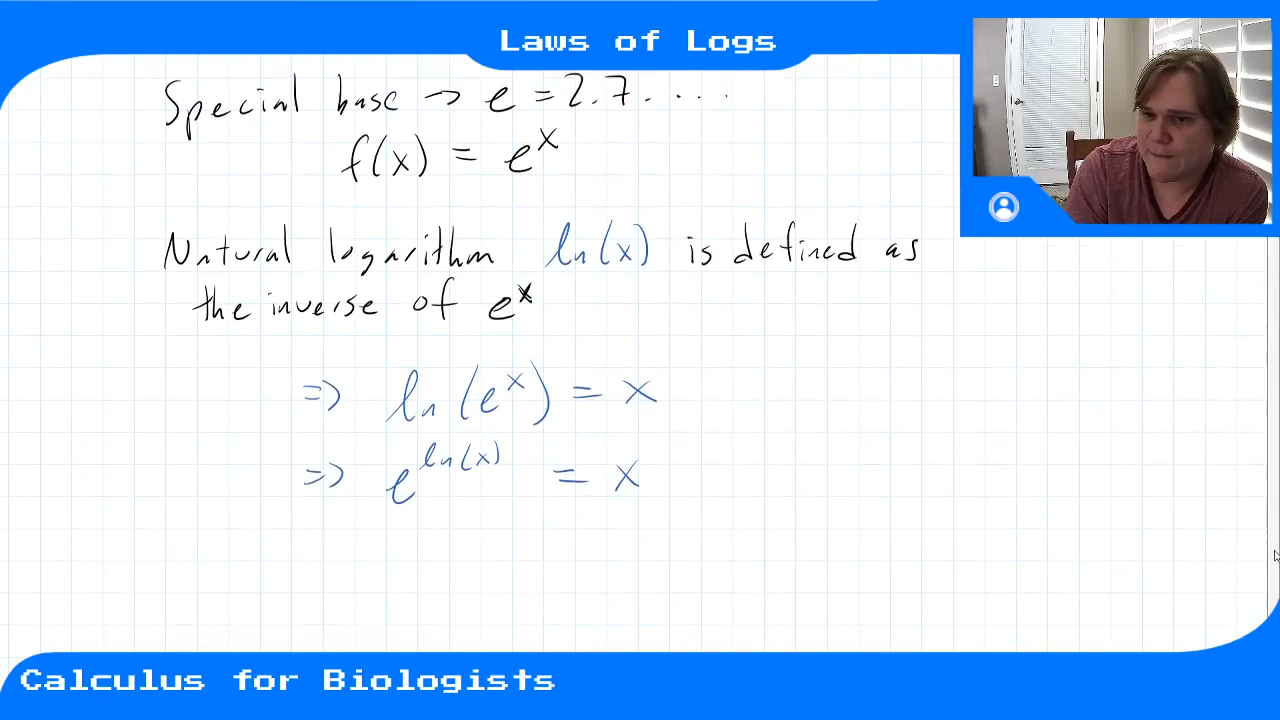 Laws of Logs
Special base → e = 2.7.....
f(x) = e^x
Natural logarithm ln(x) is defined as
the inverse of e^x
⇒ ln(e^x) = x
⇒ e^ln(x) = x
Calculus for Biologists